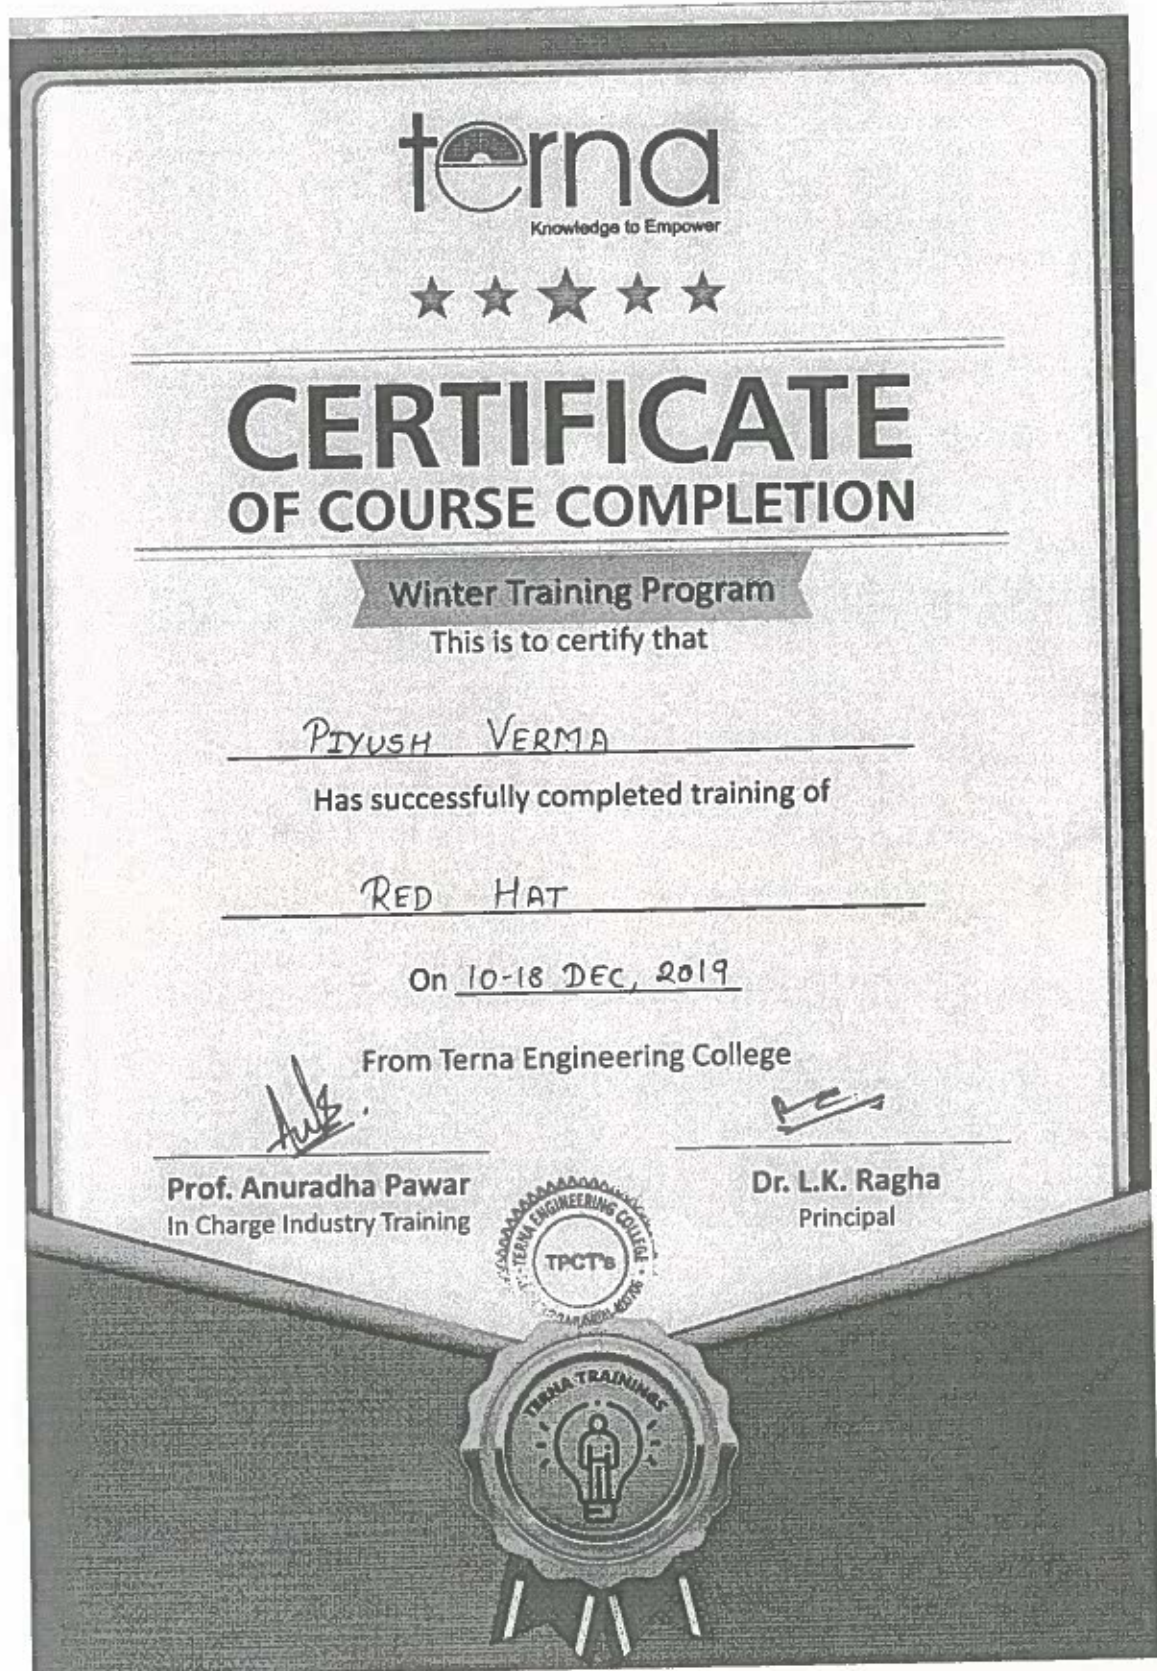 terna
Knowledge to Empower
CERTIFICATE
OF COURSE COMPLETION
Winter Training Program
This is to certify that
PIYUSH VERMA
Has successfully completed training of
RED HAT
On 10-18 DEC, 2019
From Terna Engineering College
Prof. Anuradha Pawar
In Charge Industry Training
Dr. L.K. Ragha
Principal
TERNA ENGINEERING COLLEGE
TPCT's
TERNA TRAININGS